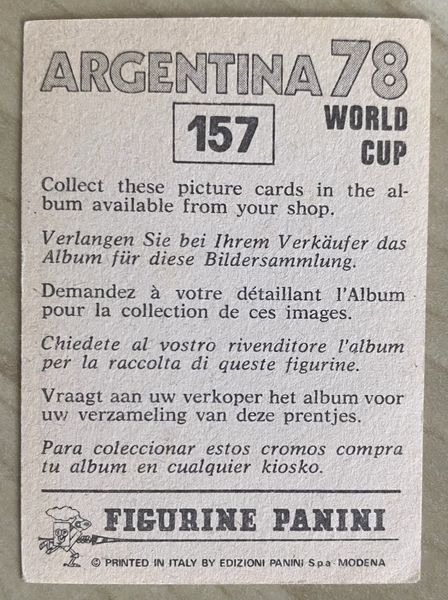 ARGENTINA 78
157
WORLD
CUP
Collect these picture cards in the al-
bum available from your shop.
Verlangen Sie bei Ihrem Verkäufer das
Album für diese Bildersammlung.
Demandez à votre détaillant l'Album
pour la collection de ces images.
Chiedete al vostro rivenditore l'album
per la raccolta di queste figurine.
Vraagt aan uw verkoper het album voor
uw verzameling van deze prentjes.
Para coleccionar estos cromos compra
tu album en cualquier kiosko.
FIGURINE PANINI
© PRINTED IN ITALY BY EDIZIONI PANINI S.p.a. MODENA